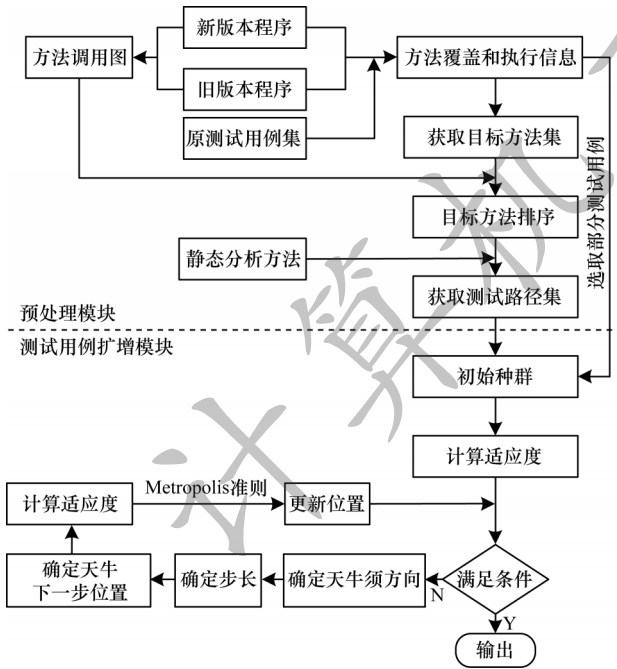 新版本程序
方法调用图
方法覆盖和执行信息
旧版本程序
原测试用例集
获取目标方法集
选取部分测试用例
目标方法排序
静态分析方法
获取测试路径集
预处理模块
测试用例扩增模块
初始种群
计算适应度
计算适应度
Metropolis准则
更新位置
确定天牛
下一步位置
确定步长
确定天牛须方向
N
满足条件
Y
输出
计算机